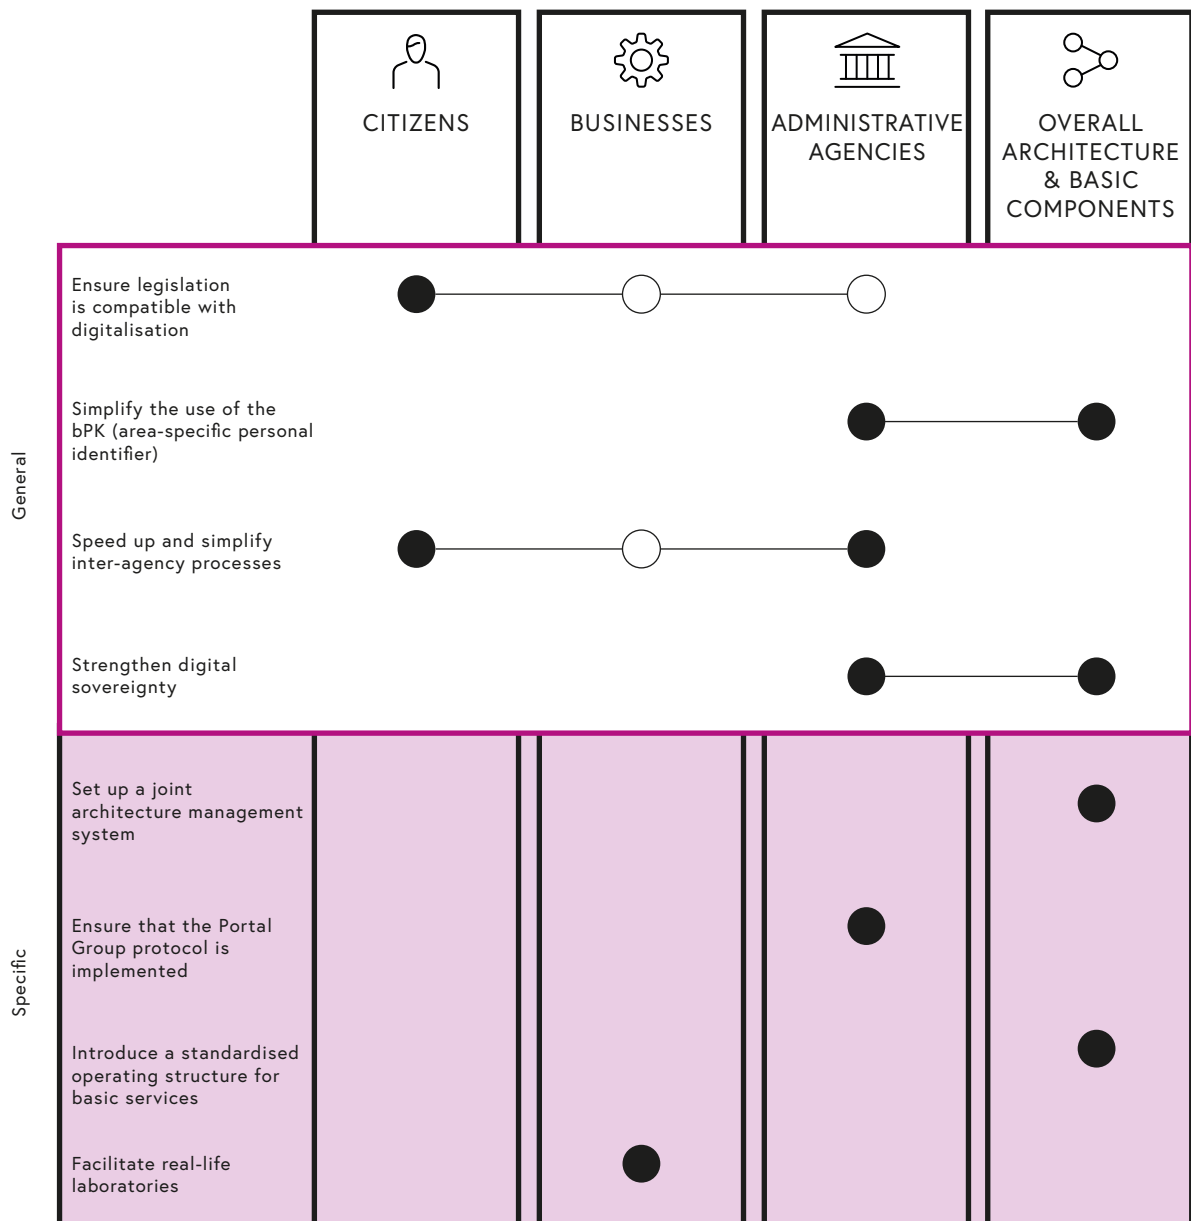 CITIZENS
BUSINESSES
ADMINISTRATIVE
AGENCIES
OVERALL
ARCHITECTURE
& BASIC
COMPONENTS
General
Ensure legislation
is compatible with
digitalisation
Simplify the use of the
bPK (area-specific personal
identifier)
Speed up and simplify
inter-agency processes
Strengthen digital
sovereignty
Specific
Set up a joint
architecture management
system
Ensure that the Portal
Group protocol is
implemented
Introduce a standardised
operating structure for
basic services
Facilitate real-life
laboratories